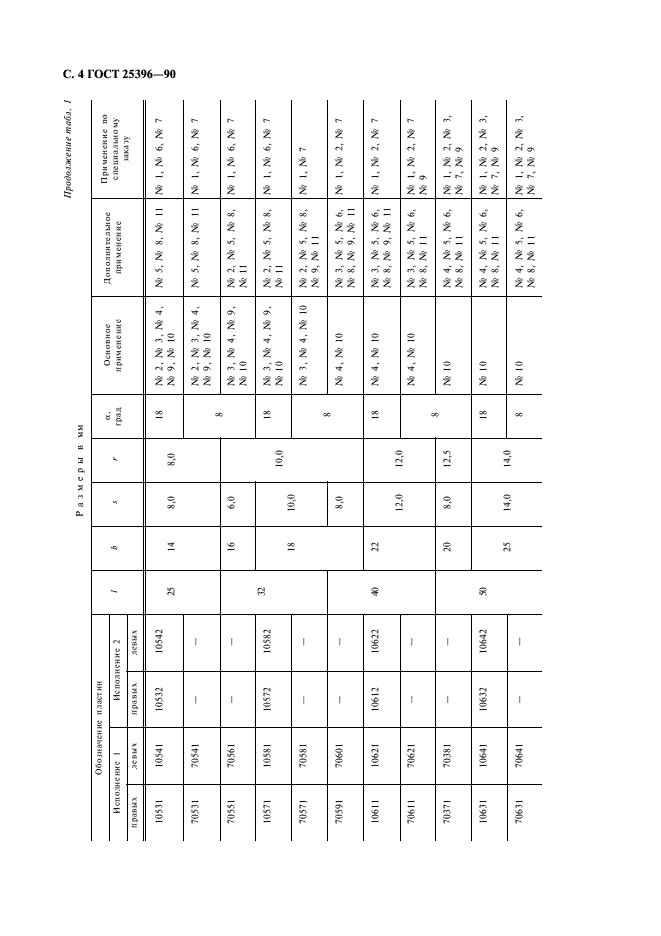 С. 4 ГОСТ 25396—90
Продолжение табл. 1
Размеры в мм
Обозначение пластин
Исполнение 1
Исполнение 2
правых
левых
правых
левых
l
b
s
r
α, град
Основное применение
Дополнительное применение
Применение по специальному заказу
10531 10541 10532 10542 25 14 8,0 8,0 18 № 2, № 3, № 4, № 9, № 10 № 5, № 8, № 11 № 1, № 6, № 7
70531 70541 — — 8 № 2, № 3, № 4, № 9, № 10 № 5, № 8, № 11 № 1, № 6, № 7
70551 70561 — — 32 16 6,0 10,0 № 3, № 4, № 9, № 10 № 2, № 5, № 8, № 11 № 1, № 6, № 7
10571 10581 10572 10582 18 10,0 18 № 3, № 4, № 9, № 10 № 2, № 5, № 8, № 11 № 1, № 6, № 7
70571 70581 — — 8 № 3, № 4, № 10 № 2, № 5, № 8, № 9, № 11 № 1, № 7
70591 70601 — — 40 8,0 № 4, № 10 № 3, № 5, № 6, № 8, № 9, № 11 № 1, № 2, № 7
10611 10621 10612 10622 22 12,0 12,0 18 № 4, № 10 № 3, № 5, № 6, № 8, № 9, № 11 № 1, № 2, № 7
70611 70621 — — 8 № 4, № 10 № 3, № 5, № 6, № 8, № 11 № 1, № 2, № 7 № 9
70371 70381 — — 50 20 8,0 12,5 № 10 № 4, № 5, № 6, № 8, № 11 № 1, № 2, № 3, № 7, № 9
10631 10641 10632 10642 25 14,0 14,0 18 № 10 № 4, № 5, № 6, № 8, № 11 № 1, № 2, № 3, № 7, № 9
70631 70641 — — 8 № 10 № 4, № 5, № 6, № 8, № 11 № 1, № 2, № 3, № 7, № 9